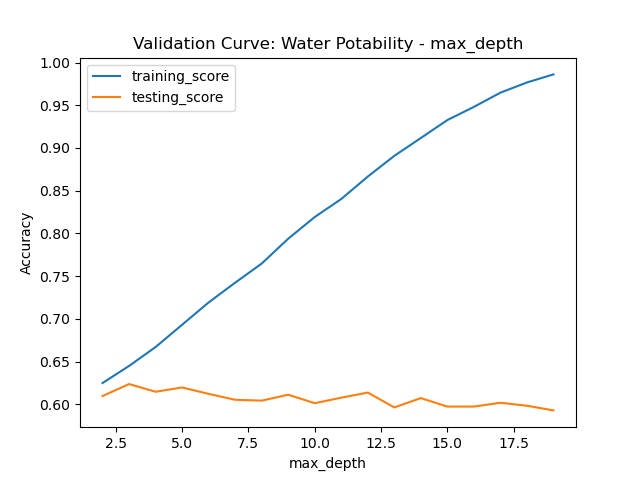 Validation Curve: Water Potability - max_depth
training_score
testing_score
Accuracy
1.00
0.95
0.90
0.85
0.80
0.75
0.70
0.65
0.60
2.5 5.0 7.5 10.0 12.5 15.0 17.5
max_depth